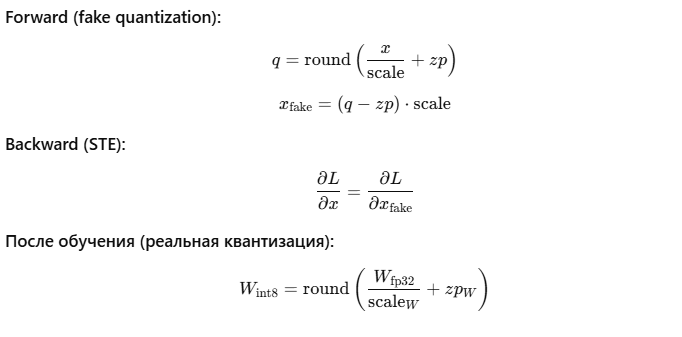 Forward (fake quantization):
q = round(x/scale + zp)
x_fake = (q − zp) · scale
Backward (STE):
∂L/∂x = ∂L/∂x_fake
После обучения (реальная квантизация):
W_int8 = round(W_fp32/scale_W + zp_W)